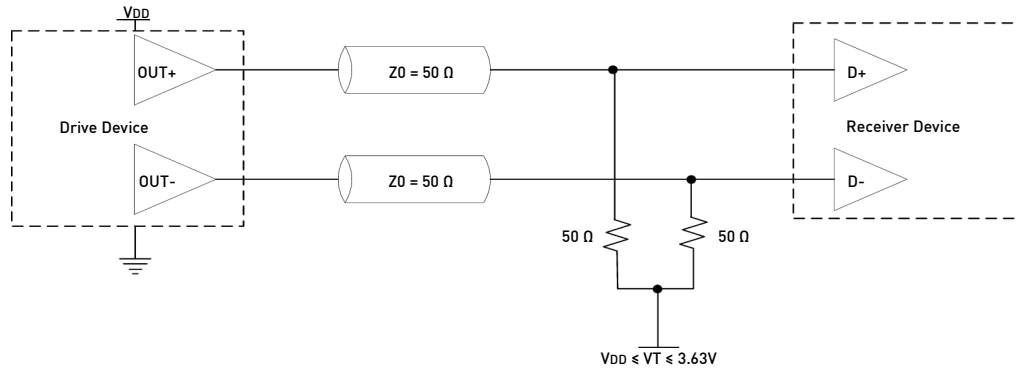 VDD
OUT+
Z0 = 50 Ω
D+
Drive Device
Receiver Device
OUT-
Z0 = 50 Ω
D-
50 Ω
50 Ω
VDD ≤ VT ≤ 3.63V